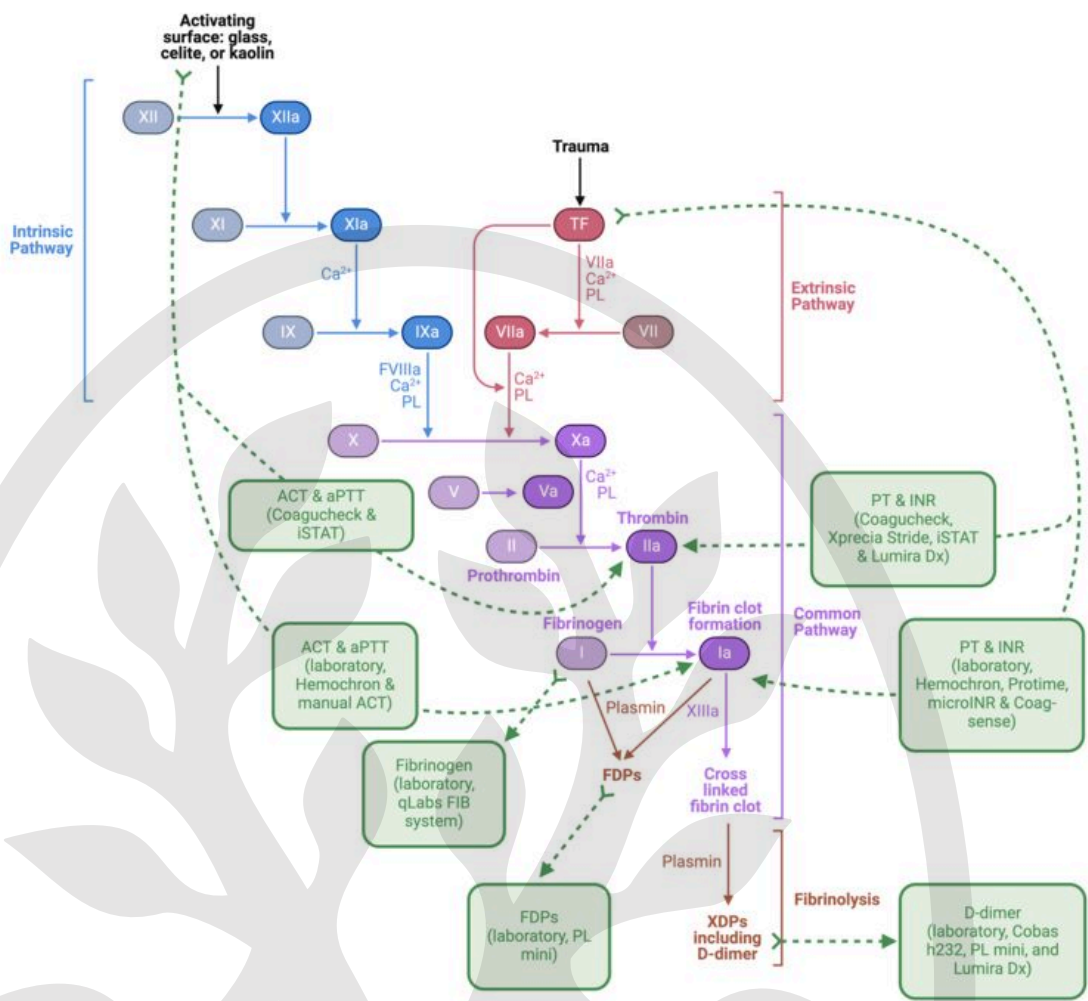 Activating
surface: glass,
celite, or kaolin
XII
XIIa
Trauma
Intrinsic
Pathway
XI
XIa
TF
Ca²⁺
VIIa
Ca²⁺
PL
Extrinsic
Pathway
IX
IXa
VIIa
VII
FVIIIa
Ca²⁺
PL
Ca²⁺
PL
X
Xa
Ca²⁺
PL
V
Va
ACT & aPTT
(Coagucheck &
iSTAT)
PT & INR
(Coagucheck,
Xprecia Stride, iSTAT
& Lumira Dx)
Thrombin
II
IIa
Prothrombin
Common
Pathway
Fibrinogen
Fibrin clot
formation
I
Ia
ACT & aPTT
(laboratory,
Hemochron &
manual ACT)
PT & INR
(laboratory,
Hemochron, Protime,
microINR & Coag-
sense)
Plasmin
XIIIa
Fibrinogen
(laboratory,
qLabs FIB
system)
FDPs
Cross
linked
fibrin clot
Plasmin
Fibrinolysis
FDPs
(laboratory, PL
mini)
XDPs
including
D-dimer
D-dimer
(laboratory, Cobas
h232, PL mini, and
Lumira Dx)